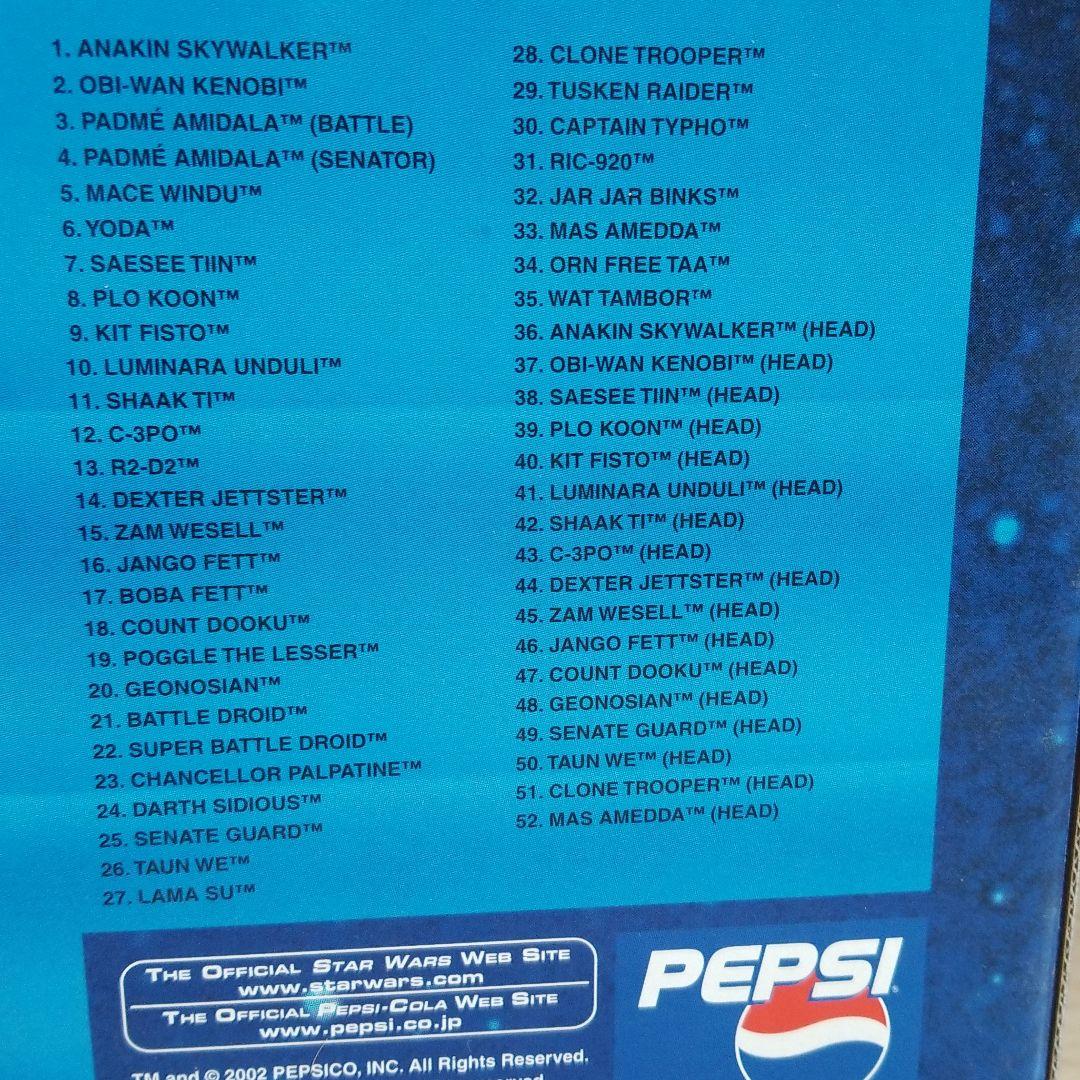 1. ANAKIN SKYWALKER™
2. OBI-WAN KENOBI™
3. PADMÉ AMIDALA™ (BATTLE)
4. PADMÉ AMIDALA™ (SENATOR)
5. MACE WINDU™
6. YODA™
7. SAESEE TIIN™
8. PLO KOON™
9. KIT FISTO™
10. LUMINARA UNDULI™
11. SHAAK TI™
12. C-3PO™
13. R2-D2™
14. DEXTER JETTSTER™
15. ZAM WESELL™
16. JANGO FETT™
17. BOBA FETT™
18. COUNT DOOKU™
19. POGGLE THE LESSER™
20. GEONOSIAN™
21. BATTLE DROID™
22. SUPER BATTLE DROID™
23. CHANCELLOR PALPATINE™
24. DARTH SIDIOUS™
25. SENATE GUARD™
26. TAUN WE™
27. LAMA SU™
28. CLONE TROOPER™
29. TUSKEN RAIDER™
30. CAPTAIN TYPHO™
31. RIC-920™
32. JAR JAR BINKS™
33. MAS AMEDDA™
34. ORN FREE TAA™
35. WAT TAMBOR™
36. ANAKIN SKYWALKER™ (HEAD)
37. OBI-WAN KENOBI™ (HEAD)
38. SAESEE TIIN™ (HEAD)
39. PLO KOON™ (HEAD)
40. KIT FISTO™ (HEAD)
41. LUMINARA UNDULI™ (HEAD)
42. SHAAK TI™ (HEAD)
43. C-3PO™ (HEAD)
44. DEXTER JETTSTER™ (HEAD)
45. ZAM WESELL™ (HEAD)
46. JANGO FETT™ (HEAD)
47. COUNT DOOKU™ (HEAD)
48. GEONOSIAN™ (HEAD)
49. SENATE GUARD™ (HEAD)
50. TAUN WE™ (HEAD)
51. CLONE TROOPER™ (HEAD)
52. MAS AMEDDA™ (HEAD)
THE OFFICIAL STAR WARS WEB SITE
www.starwars.com
THE OFFICIAL PEPSI-COLA WEB SITE
www.pepsi.co.jp
TM and © 2002 PEPSICO, INC. All Rights Reserved.
PEPSI®